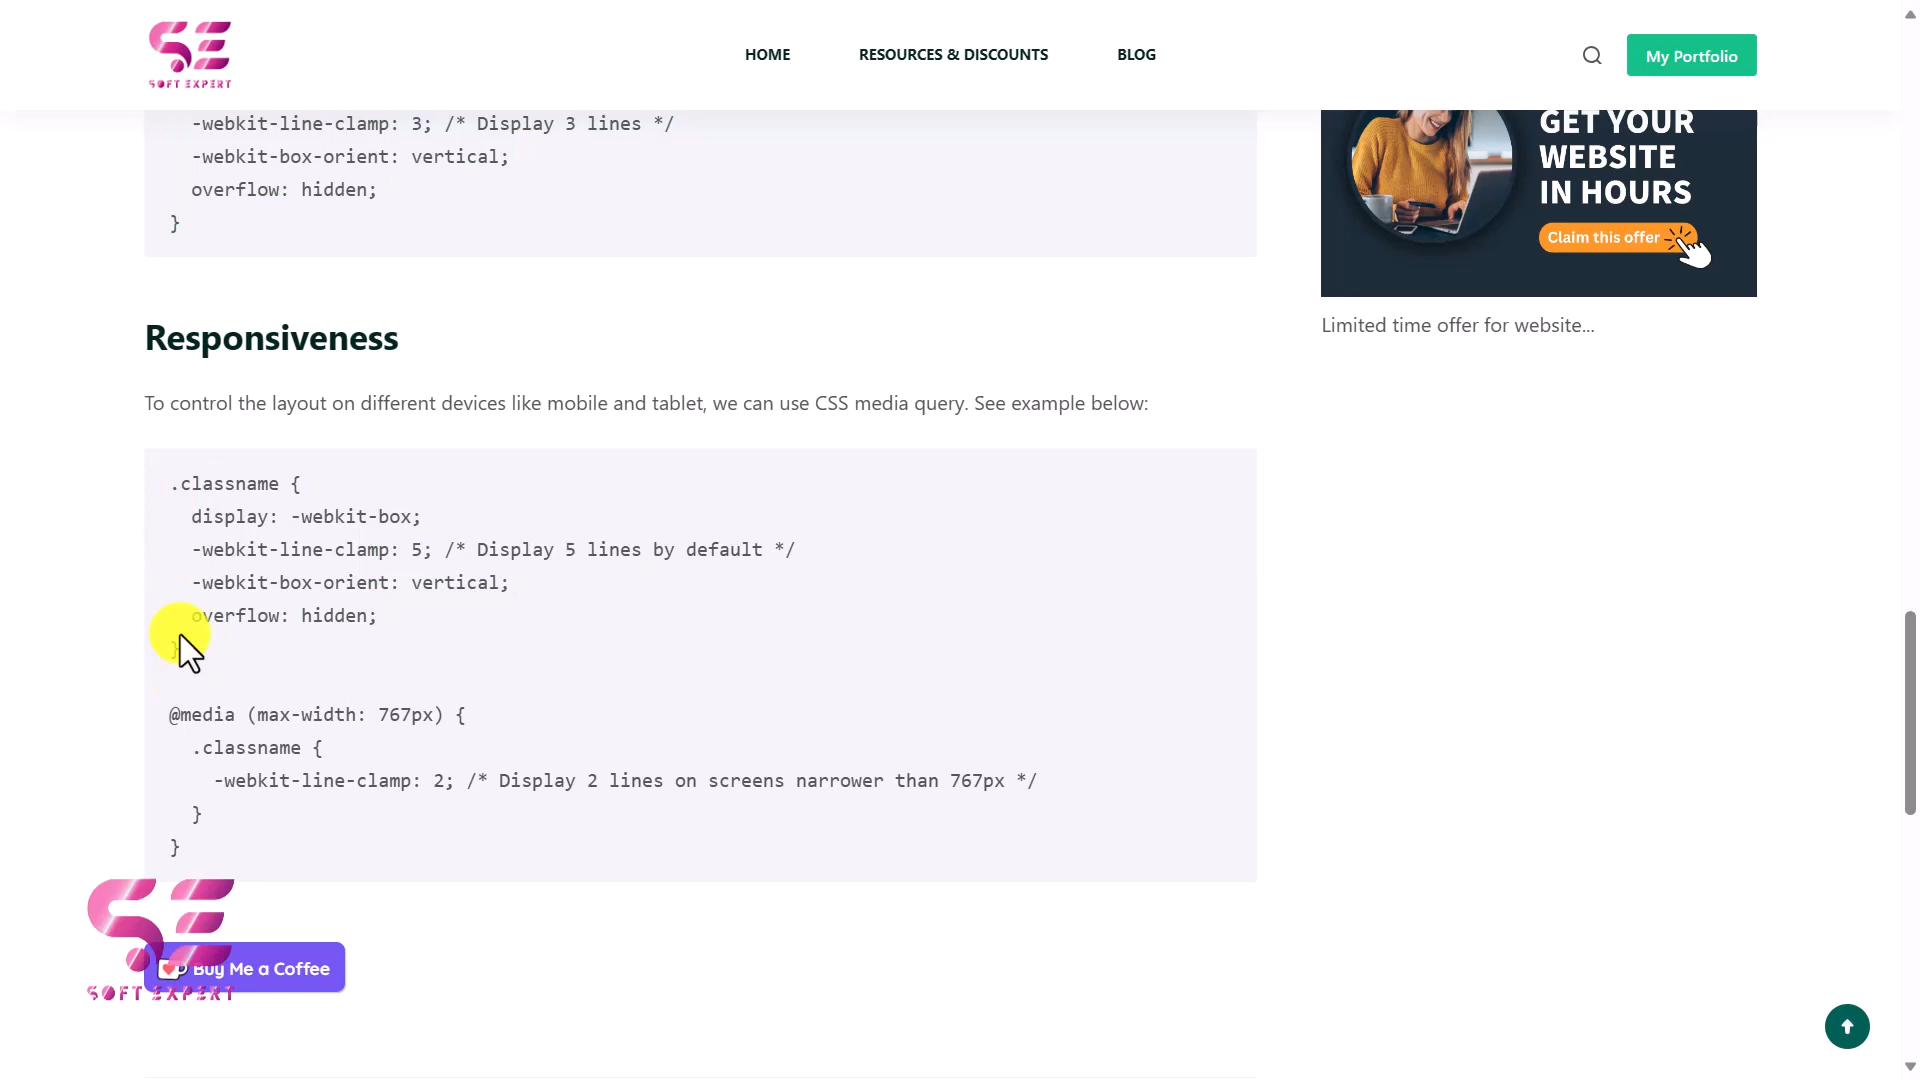 SOFT EXPERT
HOME
RESOURCES & DISCOUNTS
BLOG
My Portfolio
-webkit-line-clamp: 3; /* Display 3 lines */
-webkit-box-orient: vertical;
overflow: hidden;
}
GET YOUR
WEBSITE
IN HOURS
Claim this offer
Limited time offer for website...
Responsiveness
To control the layout on different devices like mobile and tablet, we can use CSS media query. See example below:
.classname {
display: -webkit-box;
-webkit-line-clamp: 5; /* Display 5 lines by default */
-webkit-box-orient: vertical;
overflow: hidden;
}
@media (max-width: 767px) {
.classname {
-webkit-line-clamp: 2; /* Display 2 lines on screens narrower than 767px */
}
}
Buy Me a Coffee
SOFT EXPERT